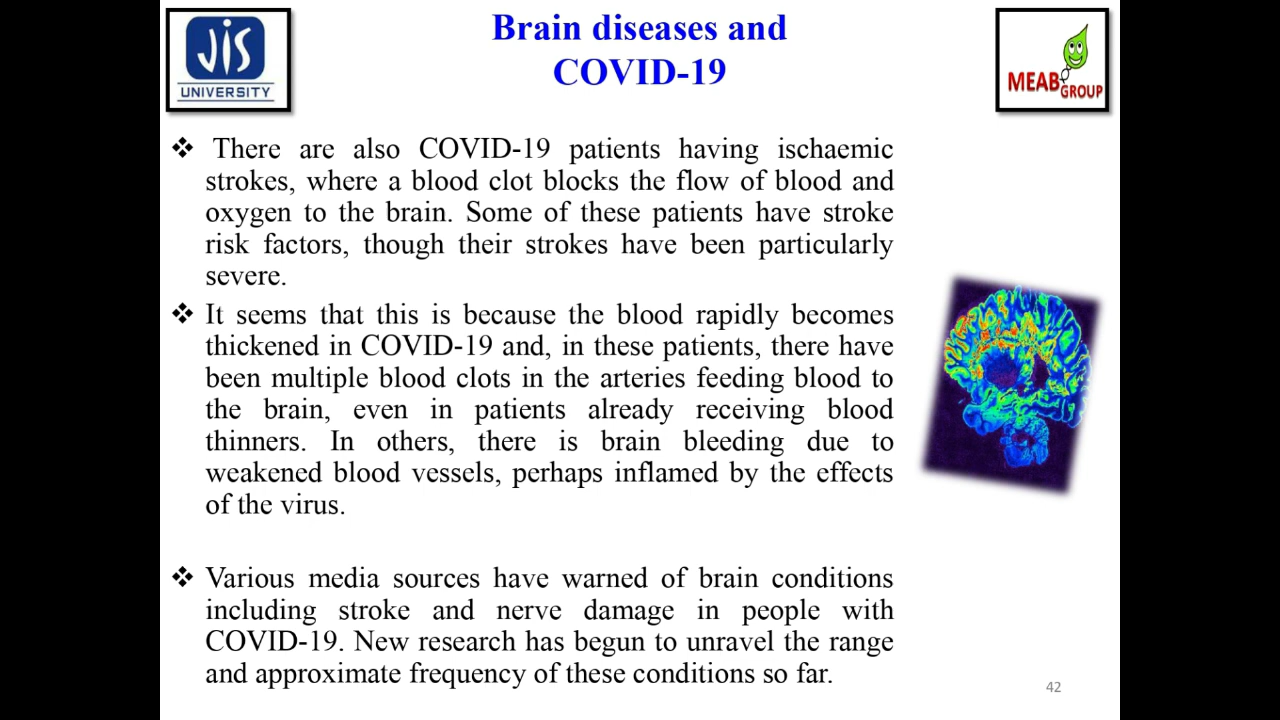 JIS
UNIVERSITY
Brain diseases and
COVID-19
MEAB
GROUP
❖ There are also COVID-19 patients having ischaemic
strokes, where a blood clot blocks the flow of blood and
oxygen to the brain. Some of these patients have stroke
risk factors, though their strokes have been particularly
severe.
❖ It seems that this is because the blood rapidly becomes
thickened in COVID-19 and, in these patients, there have
been multiple blood clots in the arteries feeding blood to
the brain, even in patients already receiving blood
thinners. In others, there is brain bleeding due to
weakened blood vessels, perhaps inflamed by the effects
of the virus.
❖ Various media sources have warned of brain conditions
including stroke and nerve damage in people with
COVID-19. New research has begun to unravel the range
and approximate frequency of these conditions so far.
42